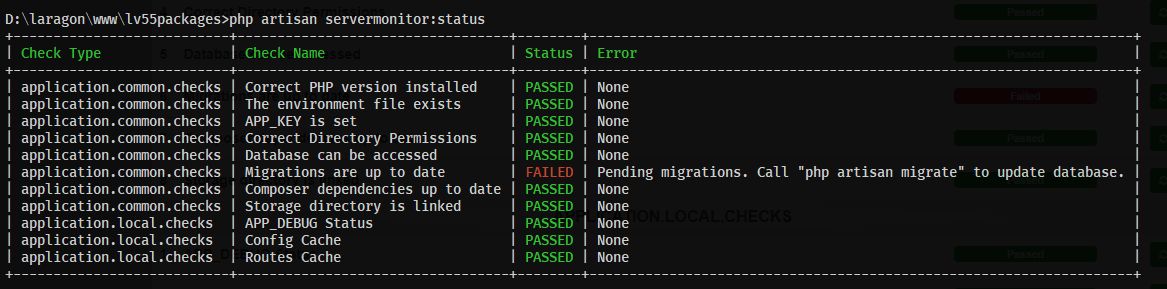 D:\laragon\www\lv55packages>php artisan servermonitor:status
+---------------------------+----------------------------------+--------+------------------------------------------------------------------+
| Check Type                | Check Name                       | Status | Error                                                            |
+---------------------------+----------------------------------+--------+------------------------------------------------------------------+
| application.common.checks | Correct PHP version installed    | PASSED | None                                                             |
| application.common.checks | The environment file exists      | PASSED | None                                                             |
| application.common.checks | APP_KEY is set                   | PASSED | None                                                             |
| application.common.checks | Correct Directory Permissions    | PASSED | None                                                             |
| application.common.checks | Database can be accessed         | PASSED | None                                                             |
| application.common.checks | Migrations are up to date        | FAILED | Pending migrations. Call "php artisan migrate" to update database. |
| application.common.checks | Composer dependencies up to date | PASSED | None                                                             |
| application.common.checks | Storage directory is linked      | PASSED | None                                                             |
| application.local.checks  | APP_DEBUG Status                 | PASSED | None                                                             |
| application.local.checks  | Config Cache                     | PASSED | None                                                             |
| application.local.checks  | Routes Cache                     | PASSED | None                                                             |
+---------------------------+----------------------------------+--------+------------------------------------------------------------------+